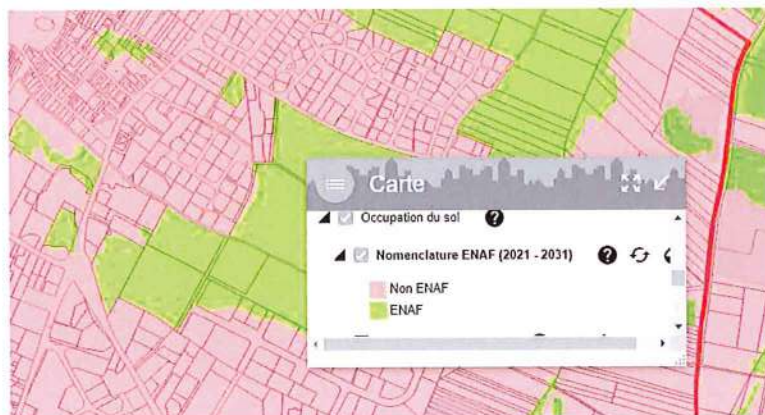 Carte
Occupation du sol
Nomenclature ENAF (2021 - 2031)
Non ENAF
ENAF